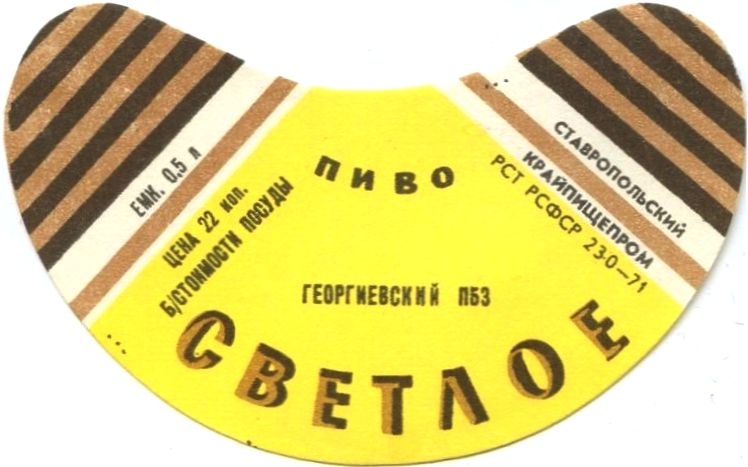 ЕМК. 0,5 л
ЦЕНА 22 коп.
Б/СТОИМОСТИ ПОСУДЫ
ПИВО
СТАВРОПОЛЬСКИЙ
КРАЙПИЩЕПРОМ
РСТ РСФСР 230—71
ГЕОРГИЕВСКИЙ ПБЗ
СВЕТЛОЕ